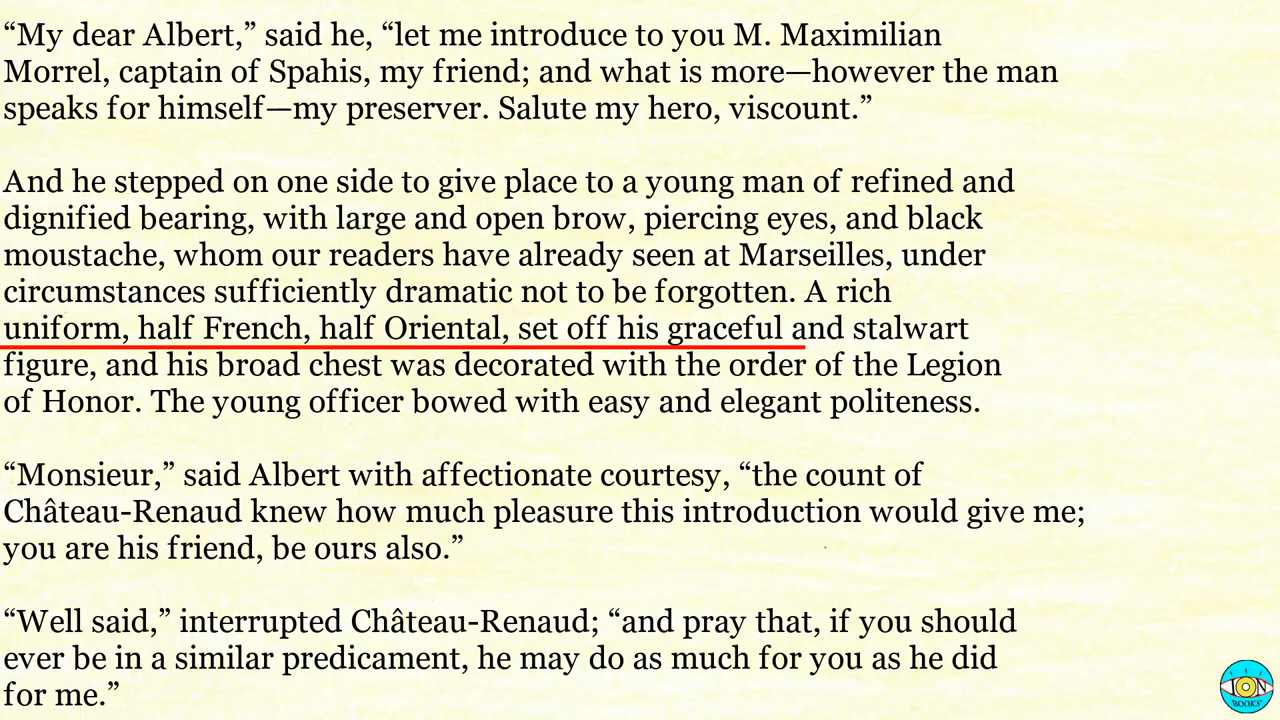 “My dear Albert,” said he, “let me introduce to you M. Maximilian
Morrel, captain of Spahis, my friend; and what is more—however the man
speaks for himself—my preserver. Salute my hero, viscount.”
And he stepped on one side to give place to a young man of refined and
dignified bearing, with large and open brow, piercing eyes, and black
moustache, whom our readers have already seen at Marseilles, under
circumstances sufficiently dramatic not to be forgotten. A rich
uniform, half French, half Oriental, set off his graceful and stalwart
figure, and his broad chest was decorated with the order of the Legion
of Honor. The young officer bowed with easy and elegant politeness.
“Monsieur,” said Albert with affectionate courtesy, “the count of
Château-Renaud knew how much pleasure this introduction would give me;
you are his friend, be ours also.”
“Well said,” interrupted Château-Renaud; “and pray that, if you should
ever be in a similar predicament, he may do as much for you as he did
for me.”
ION
BOOKS